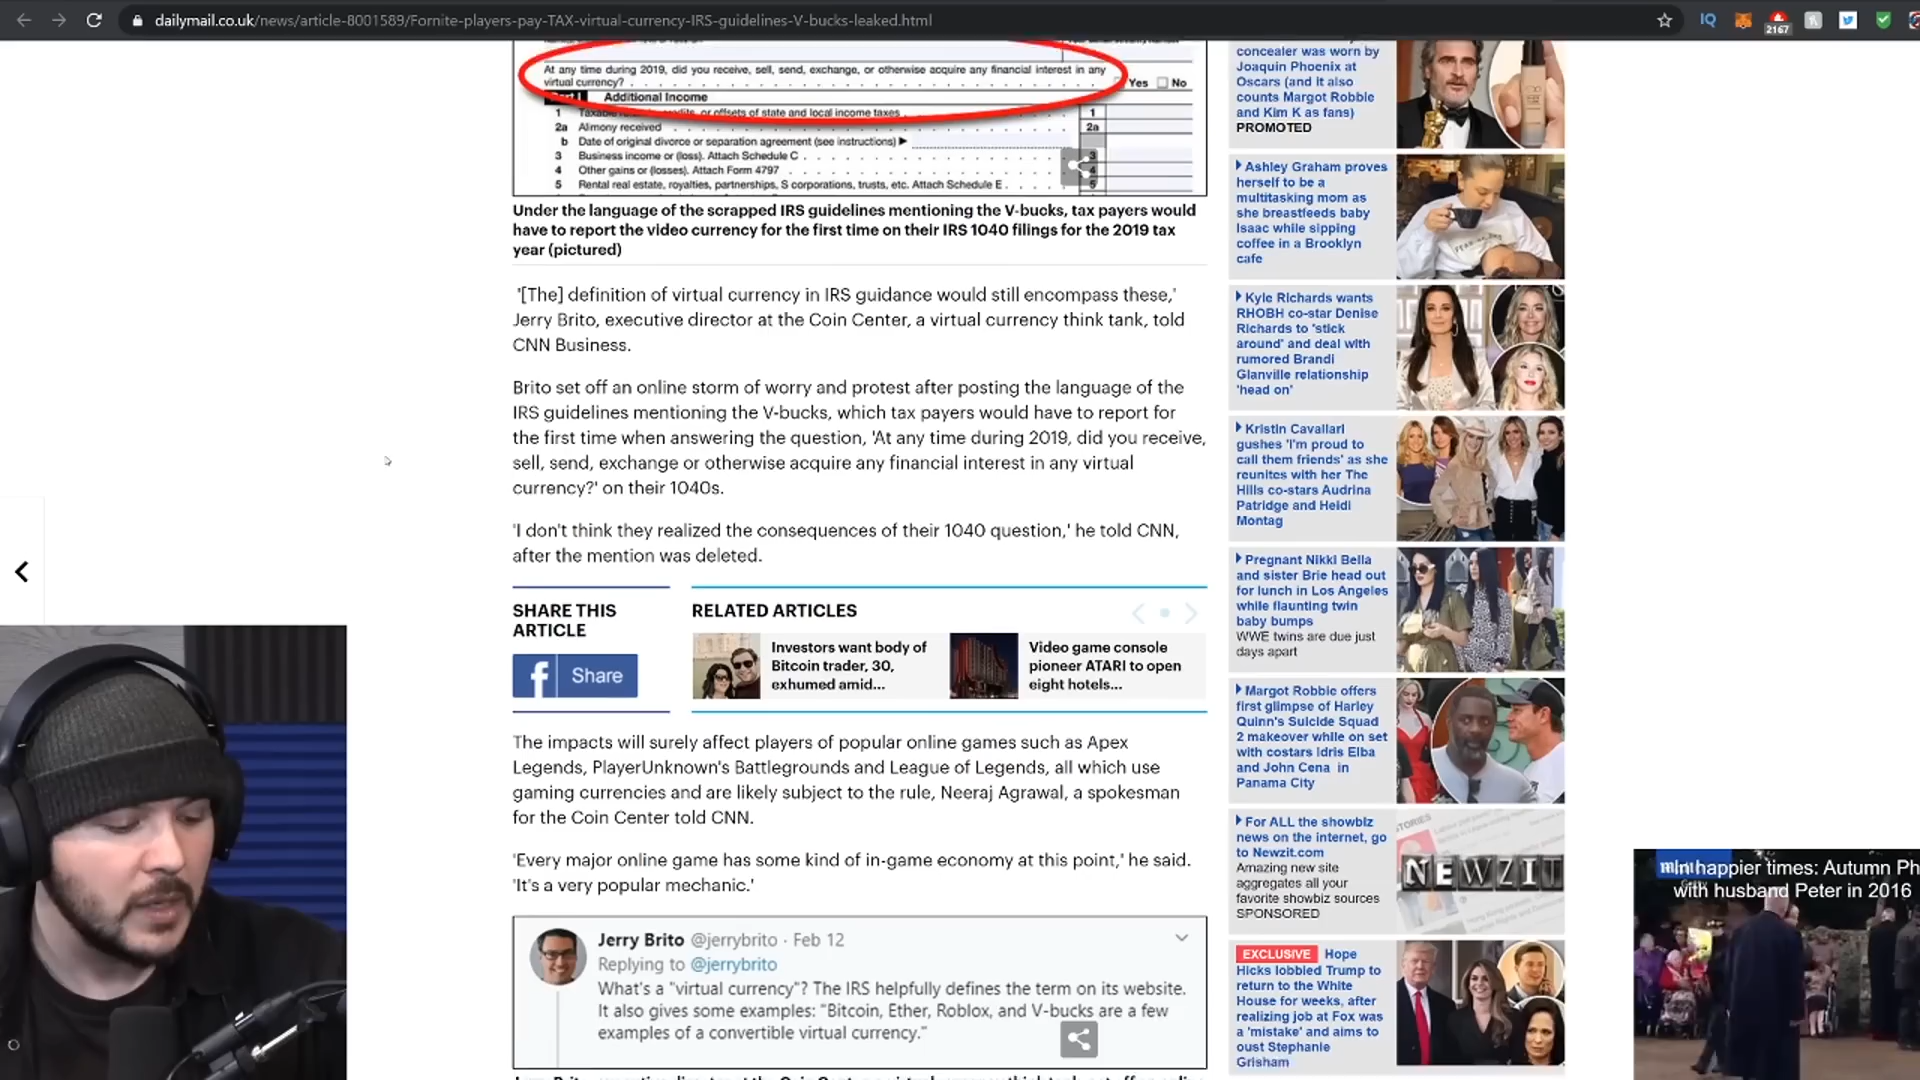 dailymail.co.uk/news/article-8001589/Fornite-players-pay-TAX-virtual-currency-IRS-guidelines-V-bucks-leaked.html
IQ
2167
At any time during 2019, did you receive, sell, send, exchange, or otherwise acquire any financial interest in any
virtual currency? Yes No
Additional Income
1 or offsets of state and local income taxes 1
2a Alimony received 2a
b Date of original divorce or separation agreement (see instructions) ▶
3 Business income or (loss). Attach Schedule C 3
4 Other gains or (losses). Attach Form 4797 4
5 Rental real estate, royalties, partnerships, S corporations, trusts, etc. Attach Schedule E 5
Under the language of the scrapped IRS guidelines mentioning the V-bucks, tax payers would
have to report the video currency for the first time on their IRS 1040 filings for the 2019 tax
year (pictured)
'[The] definition of virtual currency in IRS guidance would still encompass these,'
Jerry Brito, executive director at the Coin Center, a virtual currency think tank, told
CNN Business.
Brito set off an online storm of worry and protest after posting the language of the
IRS guidelines mentioning the V-bucks, which tax payers would have to report for
the first time when answering the question, 'At any time during 2019, did you receive,
sell, send, exchange or otherwise acquire any financial interest in any virtual
currency?' on their 1040s.
'I don't think they realized the consequences of their 1040 question,' he told CNN,
after the mention was deleted.
SHARE THIS
ARTICLE
Share
RELATED ARTICLES
Investors want body of
Bitcoin trader, 30,
exhumed amid...
Video game console
pioneer ATARI to open
eight hotels...
The impacts will surely affect players of popular online games such as Apex
Legends, PlayerUnknown's Battlegrounds and League of Legends, all which use
gaming currencies and are likely subject to the rule, Neeraj Agrawal, a spokesman
for the Coin Center told CNN.
'Every major online game has some kind of in-game economy at this point,' he said.
'It's a very popular mechanic.'
Jerry Brito @jerrybrito · Feb 12
Replying to @jerrybrito
What's a "virtual currency"? The IRS helpfully defines the term on its website.
It also gives some examples: "Bitcoin, Ether, Roblox, and V-bucks are a few
examples of a convertible virtual currency."
concealer was worn by
Joaquin Phoenix at
Oscars (and it also
counts Margot Robbie
and Kim K as fans)
PROMOTED
Ashley Graham proves
herself to be a
multitasking mom as
she breastfeeds baby
Isaac while sipping
coffee in a Brooklyn
cafe
Kyle Richards wants
RHOBH co-star Denise
Richards to 'stick
around' and deal with
rumored Brandi
Glanville relationship
'head on'
Kristin Cavallari
gushes 'I'm proud to
call them friends' as she
reunites with her The
Hills co-stars Audrina
Patridge and Heidi
Montag
Pregnant Nikki Bella
and sister Brie head out
for lunch in Los Angeles
while flaunting twin
baby bumps
WWE twins are due just
days apart
Margot Robbie offers
first glimpse of Harley
Quinn's Suicide Squad
2 makeover while on set
with costars Idris Elba
and John Cena in
Panama City
For ALL the showbiz
news on the internet, go
to Newzit.com
Amazing new site
aggregates all your
favorite showbiz sources
SPONSORED
NEWZIT
EXCLUSIVE Hope
Hicks lobbied Trump to
return to the White
House for weeks, after
realizing job at Fox was
a 'mistake' and aims to
oust Stephanie
Grisham
In happier times: Autumn Ph
with husband Peter in 2016